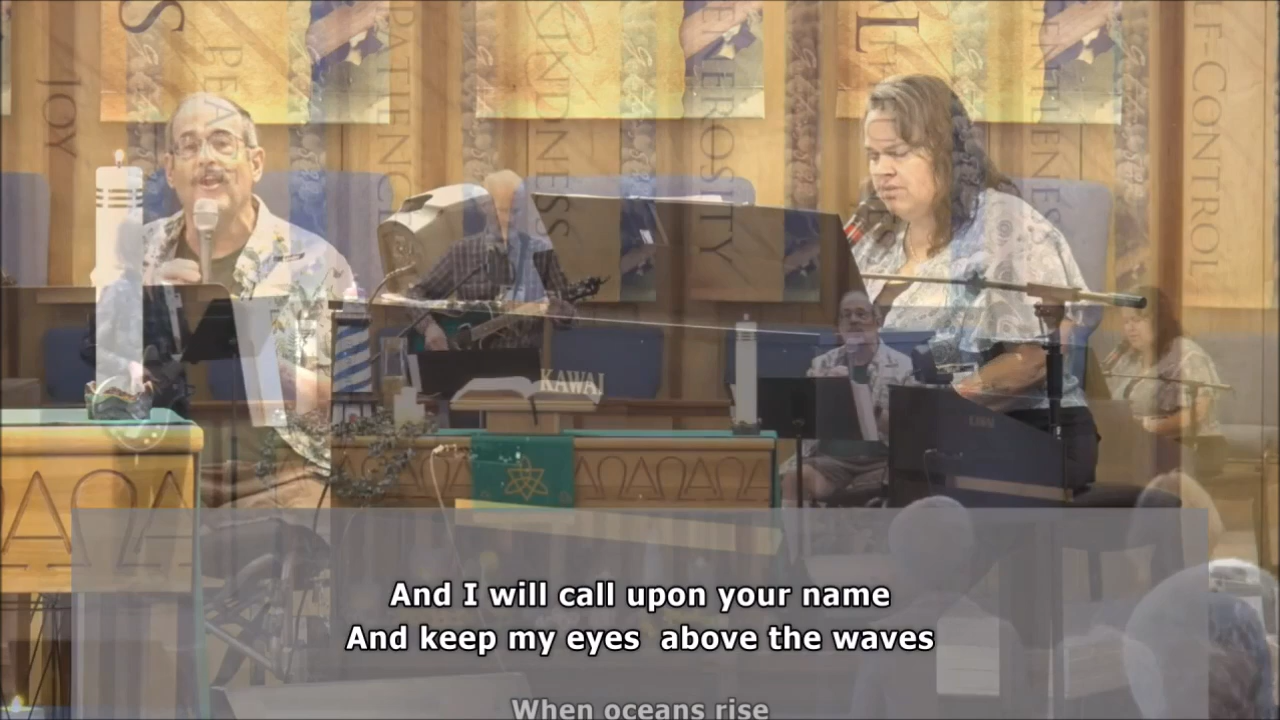 JOY
PATIENCE
KINDNESS
GENEROSITY
GENTLENESS
SELF-CONTROL
KAWAI
And I will call upon your name
And keep my eyes above the waves
When oceans rise